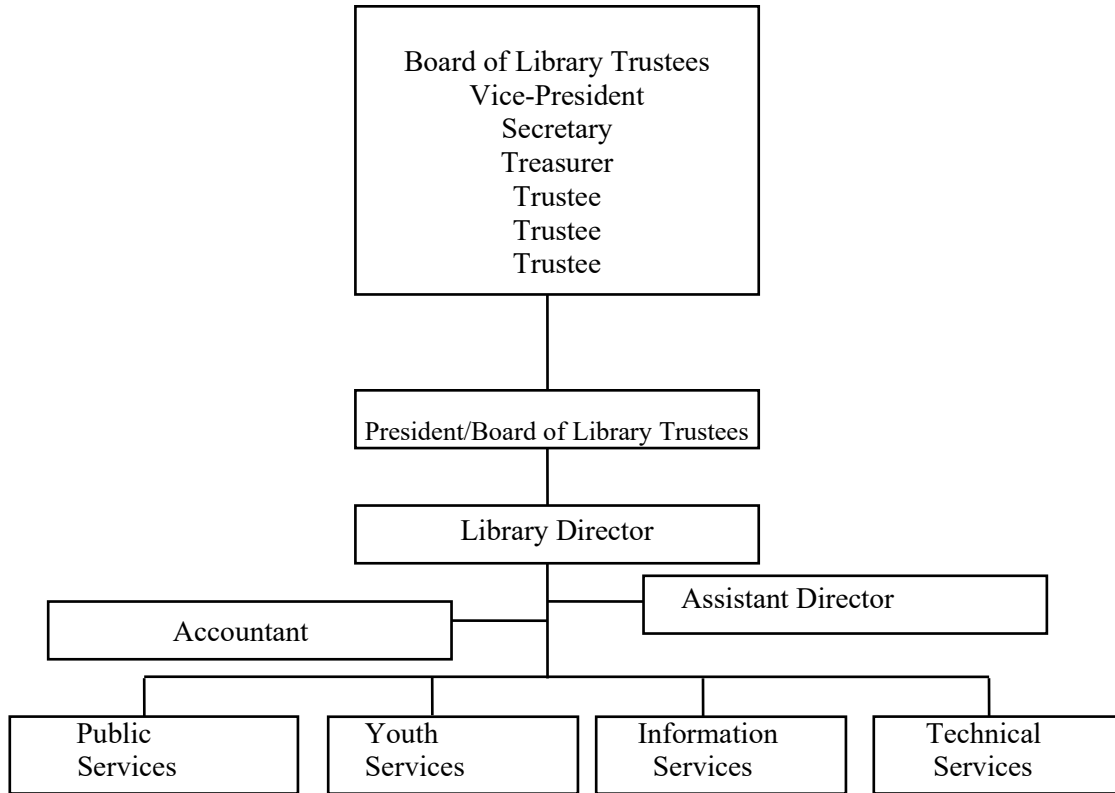 Board of Library Trustees
Vice-President
Secretary
Treasurer
Trustee
Trustee
Trustee
President/Board of Library Trustees
Library Director
Assistant Director
Accountant
Public
Services
Youth
Services
Information
Services
Technical
Services